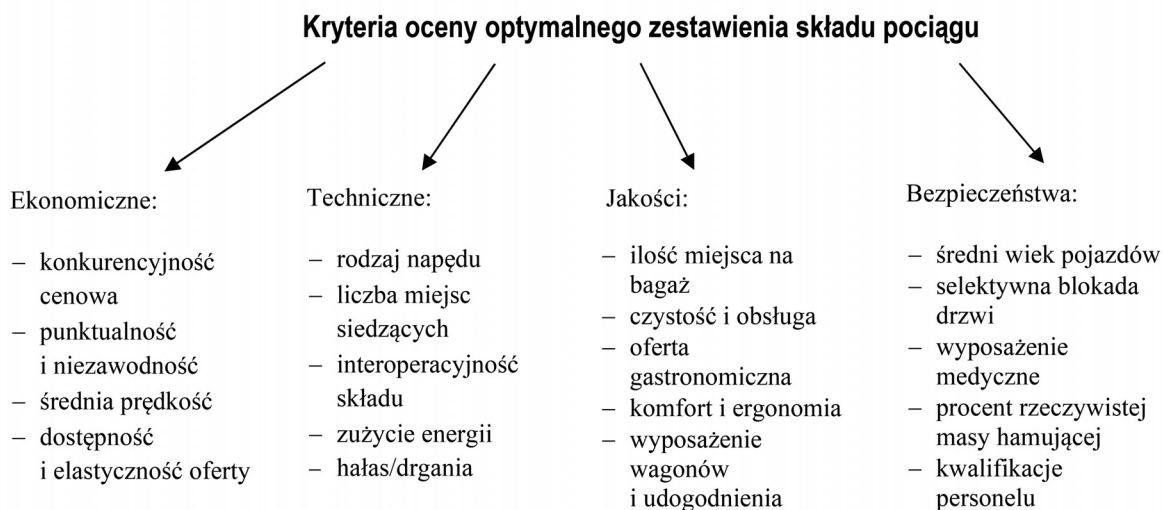 Kryteria oceny optymalnego zestawienia składu pociągu
Ekonomiczne:
– konkurencyjność
cenowa
– punktualność
i niezawodność
– średnia prędkość
– dostępność
i elastyczność oferty
Techniczne:
– rodzaj napędu
– liczba miejsc
siedzących
– interoperacyjność
składu
– zużycie energii
– hałas/drgania
Jakości:
– ilość miejsca na
bagaż
– czystość i obsługa
– oferta
gastronomiczna
– komfort i ergonomia
– wyposażenie
wagonów
i udogodnienia
Bezpieczeństwa:
– średni wiek pojazdów
– selektywna blokada
drzwi
– wyposażenie
medyczne
– procent rzeczywistej
masy hamującej
– kwalifikacje
personelu